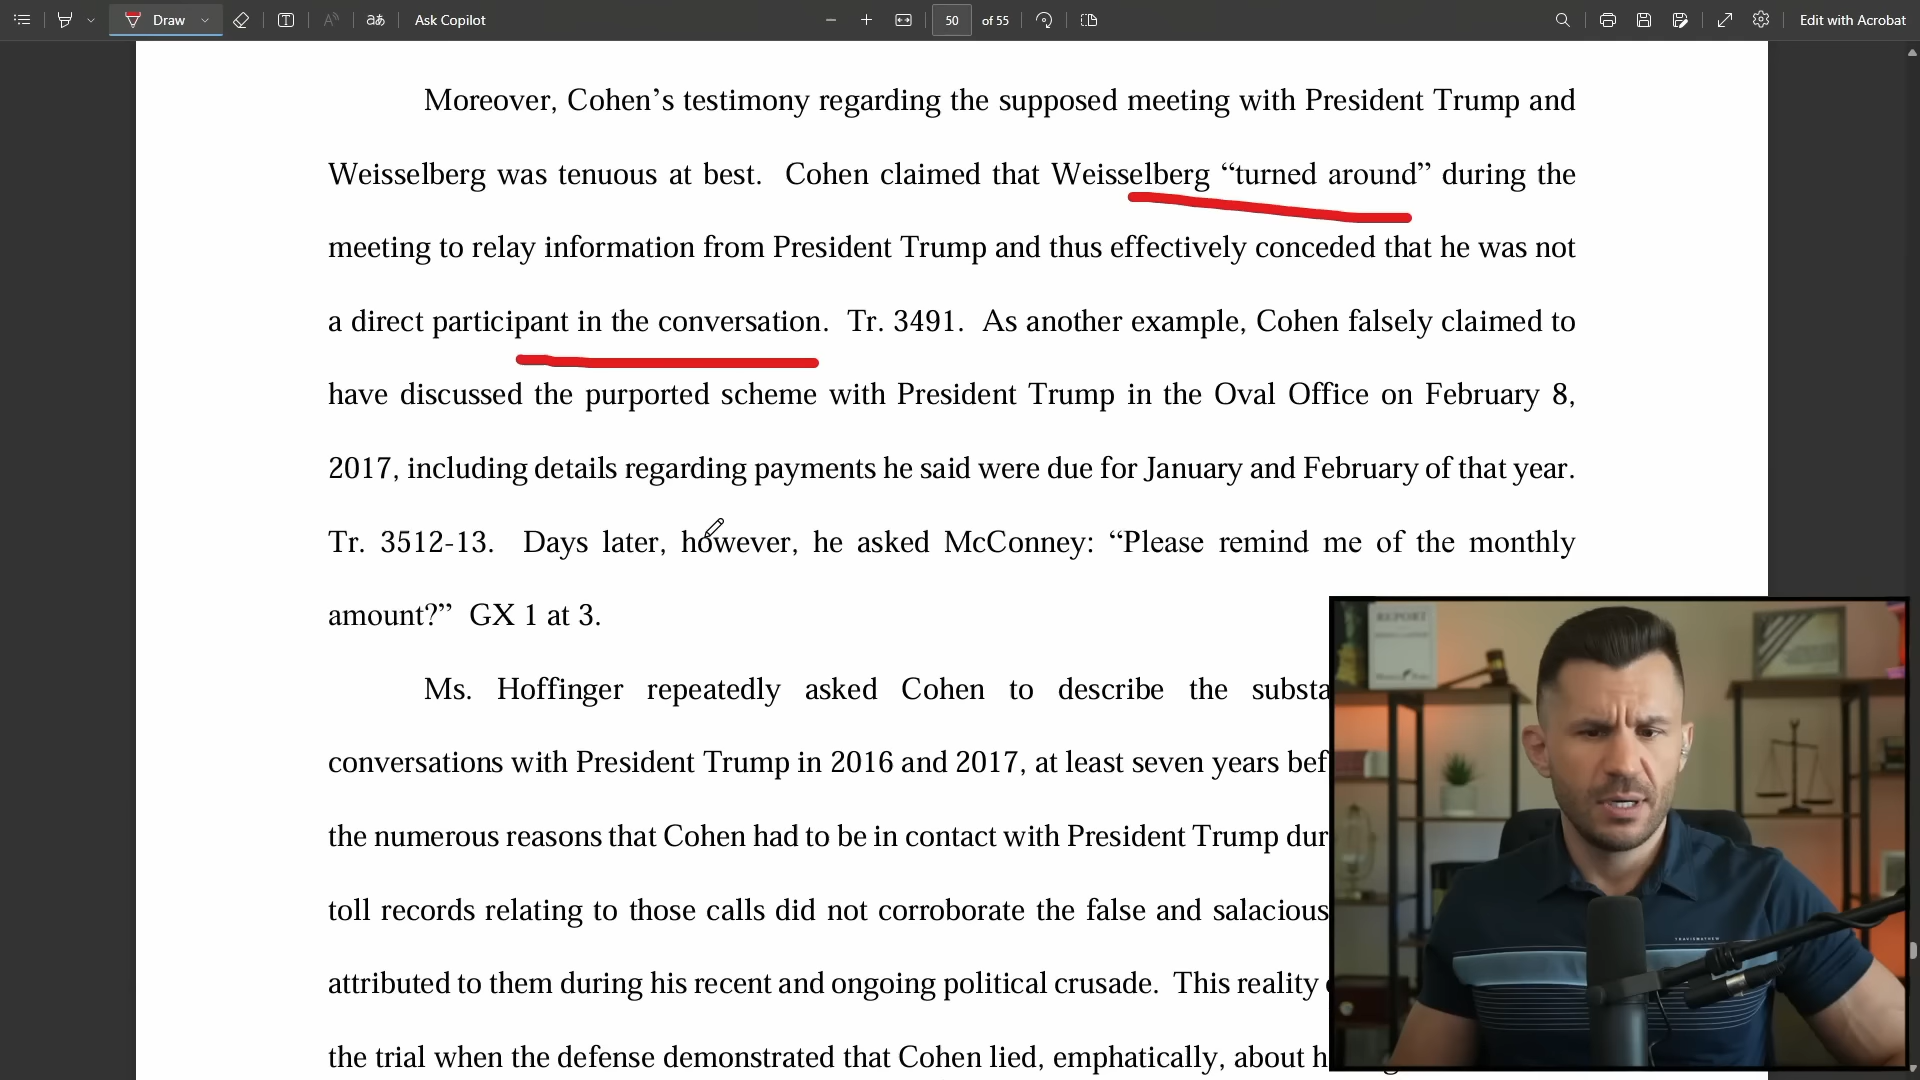 Draw
aあ
Ask Copilot
50
of 55
Edit with Acrobat
Moreover, Cohen’s testimony regarding the supposed meeting with President Trump and
Weisselberg was tenuous at best. Cohen claimed that Weisselberg “turned around” during the
meeting to relay information from President Trump and thus effectively conceded that he was not
a direct participant in the conversation. Tr. 3491. As another example, Cohen falsely claimed to
have discussed the purported scheme with President Trump in the Oval Office on February 8,
2017, including details regarding payments he said were due for January and February of that year.
Tr. 3512-13. Days later, however, he asked McConney: “Please remind me of the monthly
amount?” GX 1 at 3.
Ms. Hoffinger repeatedly asked Cohen to describe the substa
conversations with President Trump in 2016 and 2017, at least seven years bef
the numerous reasons that Cohen had to be in contact with President Trump dur
toll records relating to those calls did not corroborate the false and salacious
attributed to them during his recent and ongoing political crusade. This reality
the trial when the defense demonstrated that Cohen lied, emphatically, about h
REPORT
TRAVISMATHEW